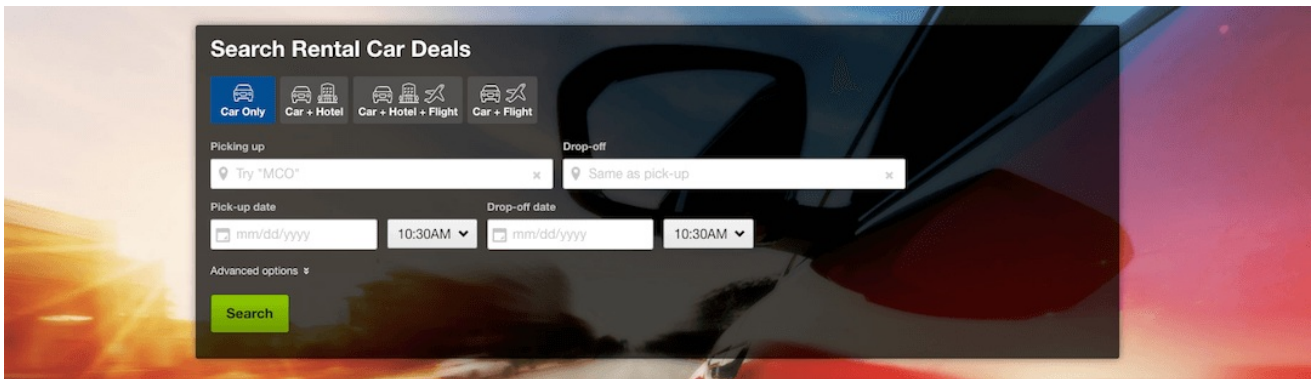 Search Rental Car Deals
Car Only Car + Hotel Car + Hotel + Flight Car + Flight
Picking up Drop-off
Try "MCO" × Same as pick-up ×
Pick-up date Drop-off date
mm/dd/yyyy 10:30AM mm/dd/yyyy 10:30AM
Advanced options
Search